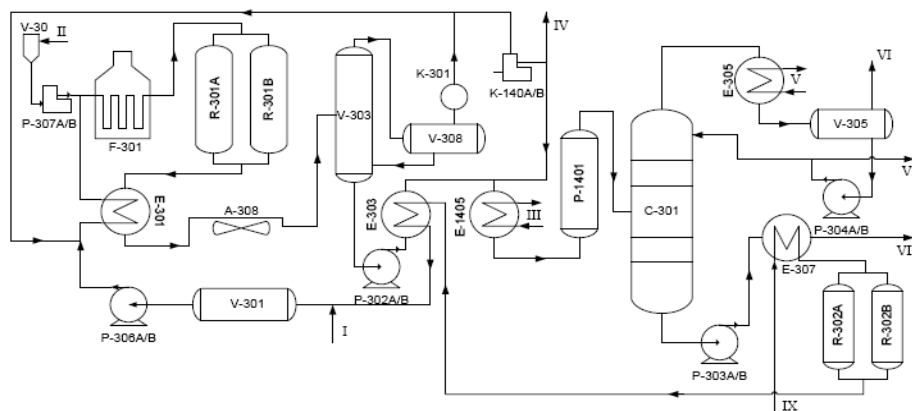 V-30
II
P-307A/B
F-301
R-301A
R-301B
E-301
A-308
V-303
K-301
V-308
K-140A/B
IV
E-303
E-1405
III
P-302A/B
V-301
P-306A/B
I
P-1401
C-301
E-305
V
V-305
VI
V
P-304A/B
E-307
VI
P-303A/B
R-302A
R-302B
IX